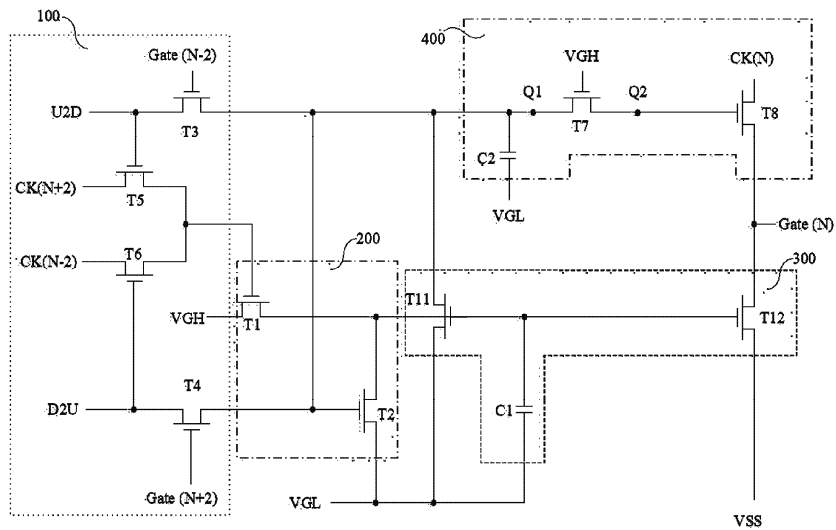 100
Gate (N-2)
400
VGH
CK(N)
U2D
T3
Q1
T7
Q2
T8
C2
CK(N+2)
T5
VGL
CK(N-2)
T6
200
Gate (N)
300
VGH
T1
T11
T12
T4
D2U
T2
C1
Gate (N+2)
VGL
VSS